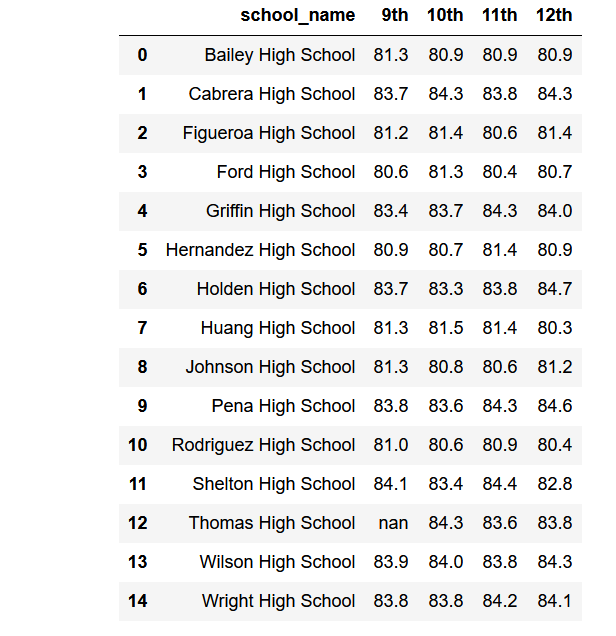 school_name 9th 10th 11th 12th
0 Bailey High School 81.3 80.9 80.9 80.9
1 Cabrera High School 83.7 84.3 83.8 84.3
2 Figueroa High School 81.2 81.4 80.6 81.4
3 Ford High School 80.6 81.3 80.4 80.7
4 Griffin High School 83.4 83.7 84.3 84.0
5 Hernandez High School 80.9 80.7 81.4 80.9
6 Holden High School 83.7 83.3 83.8 84.7
7 Huang High School 81.3 81.5 81.4 80.3
8 Johnson High School 81.3 80.8 80.6 81.2
9 Pena High School 83.8 83.6 84.3 84.6
10 Rodriguez High School 81.0 80.6 80.9 80.4
11 Shelton High School 84.1 83.4 84.4 82.8
12 Thomas High School nan 84.3 83.6 83.8
13 Wilson High School 83.9 84.0 83.8 84.3
14 Wright High School 83.8 83.8 84.2 84.1